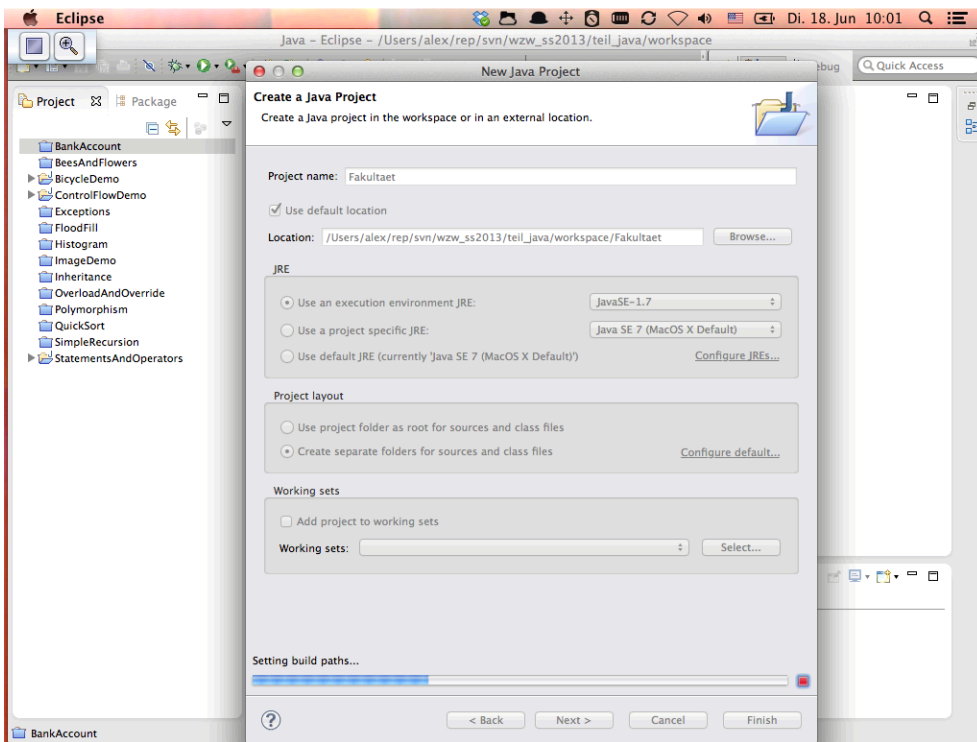 Eclipse Di. 18. Jun 10:01
Java – Eclipse – /Users/alex/rep/svn/wzw_ss2013/teil_java/workspace
Quick Access
Project Package
BankAccount
BeesAndFlowers
BicycleDemo
ControlFlowDemo
Exceptions
FloodFill
Histogram
ImageDemo
Inheritance
OverloadAndOverride
Polymorphism
QuickSort
SimpleRecursion
StatementsAndOperators
BankAccount
New Java Project
Create a Java Project
Create a Java project in the workspace or in an external location.
Project name: Fakultaet
Use default location
Location: /Users/alex/rep/svn/wzw_ss2013/teil_java/workspace/Fakultaet Browse...
JRE
Use an execution environment JRE: JavaSE-1.7
Use a project specific JRE: Java SE 7 (MacOS X Default)
Use default JRE (currently 'Java SE 7 (MacOS X Default)') Configure JREs...
Project layout
Use project folder as root for sources and class files
Create separate folders for sources and class files Configure default...
Working sets
Add project to working sets
Working sets: Select...
Setting build paths...
? < Back Next > Cancel Finish